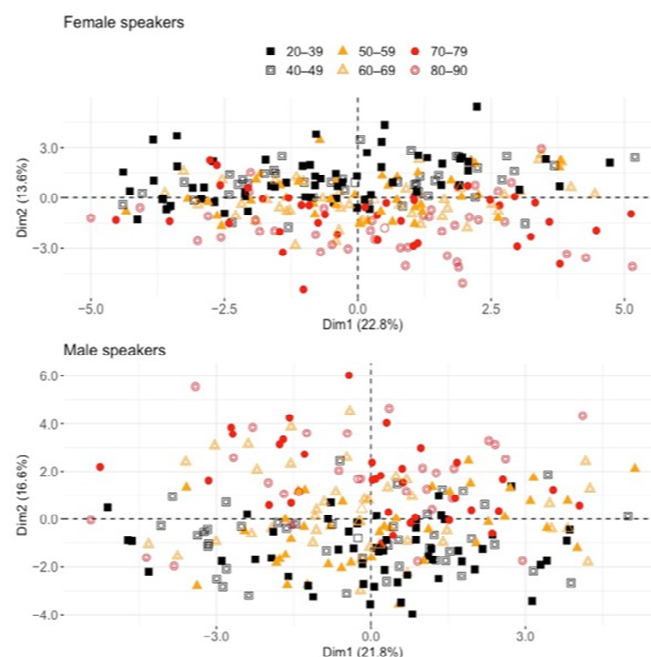 Female speakers
20–39 50–59 70–79
40–49 60–69 80–90
Dim2 (13.6%)
3.0
0.0
−3.0
−5.0 −2.5 0.0 2.5 5.0
Dim1 (22.8%)
Male speakers
Dim2 (16.6%)
6.0
4.0
2.0
0.0
−2.0
−4.0
−3.0 0.0 3.0
Dim1 (21.8%)